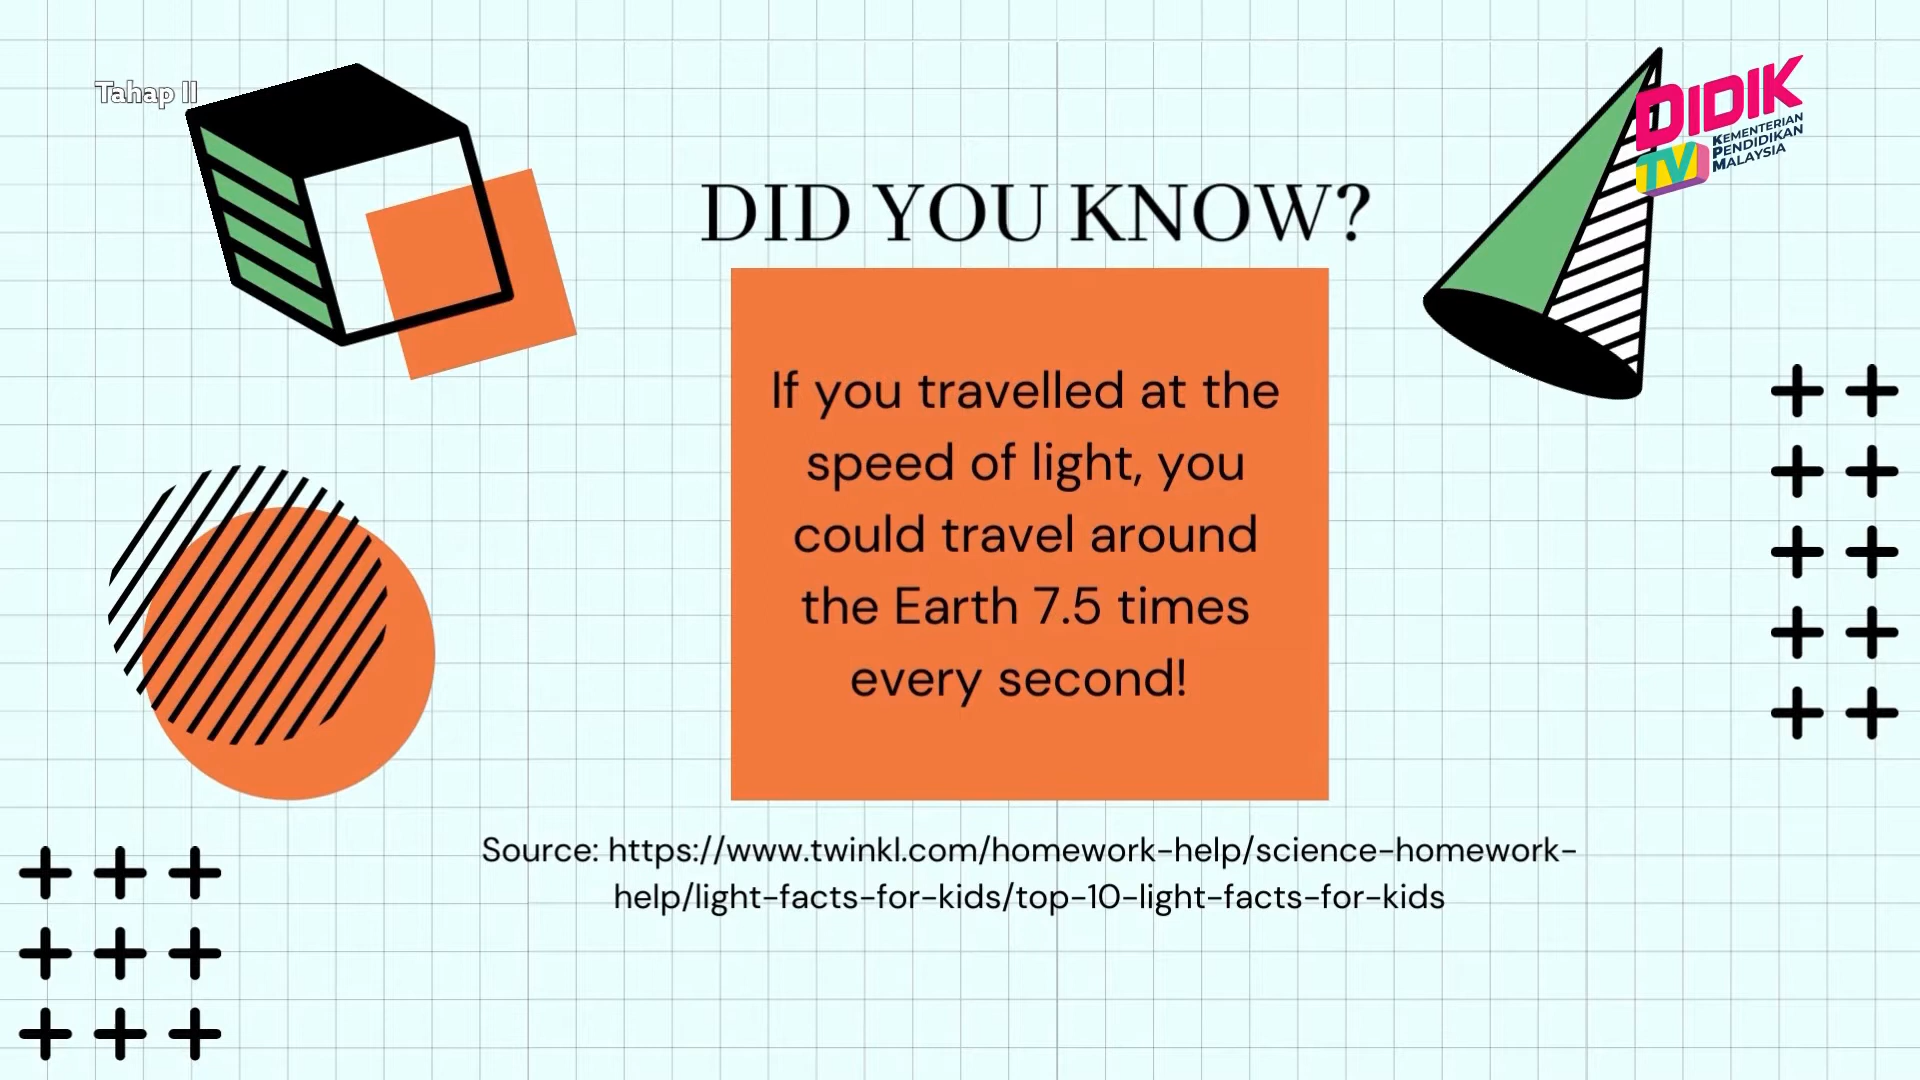 Tahap II
DIDIK
TV
KEMENTERIAN
PENDIDIKAN
MALAYSIA
DID YOU KNOW?
If you travelled at the
speed of light, you
could travel around
the Earth 7.5 times
every second!
Source: https://www.twinkl.com/homework-help/science-homework-
help/light-facts-for-kids/top-10-light-facts-for-kids